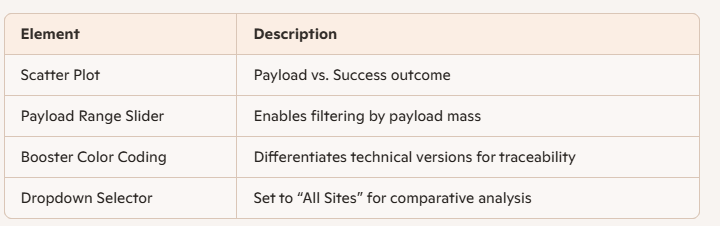 Element Description
Scatter Plot Payload vs. Success outcome
Payload Range Slider Enables filtering by payload mass
Booster Color Coding Differentiates technical versions for traceability
Dropdown Selector Set to “All Sites” for comparative analysis